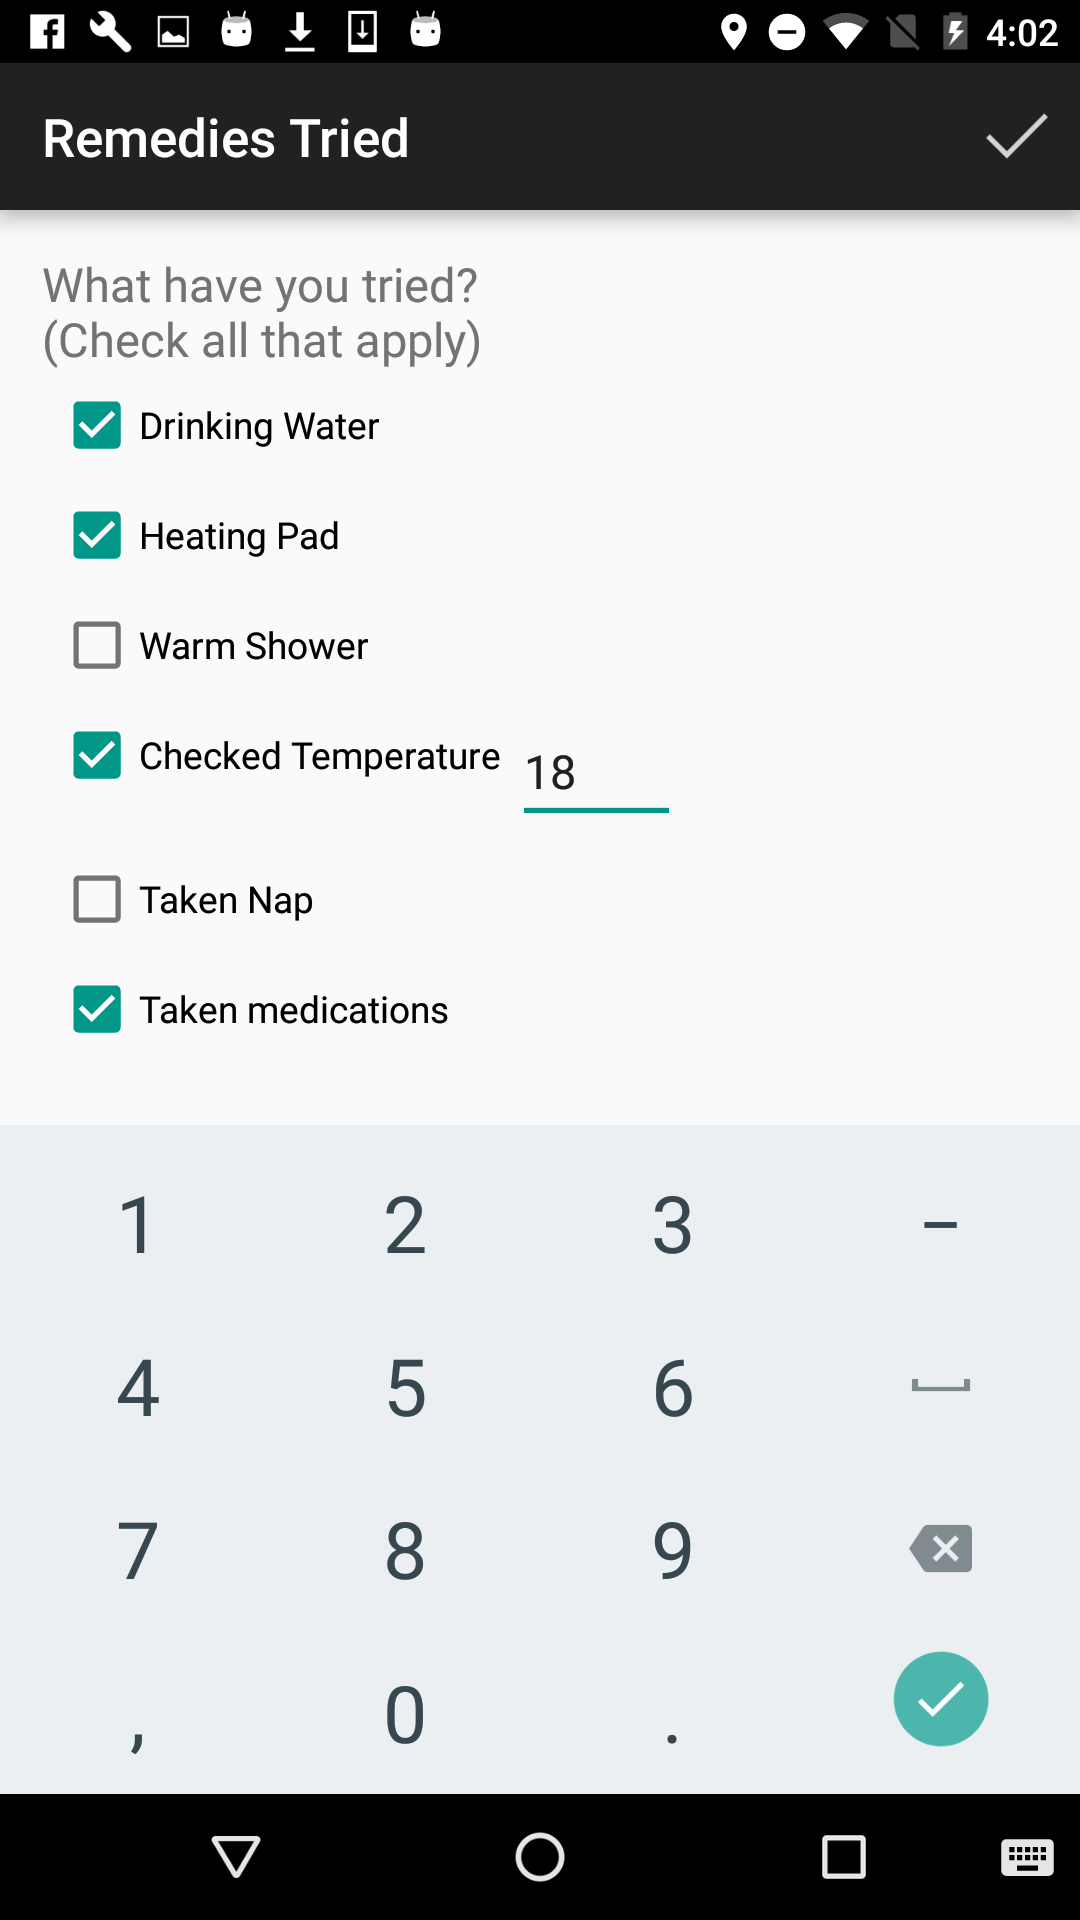 4:02
Remedies Tried
What have you tried?
(Check all that apply)
Drinking Water
Heating Pad
Warm Shower
Checked Temperature 18
Taken Nap
Taken medications
1 2 3 –
4 5 6
7 8 9
, 0 .